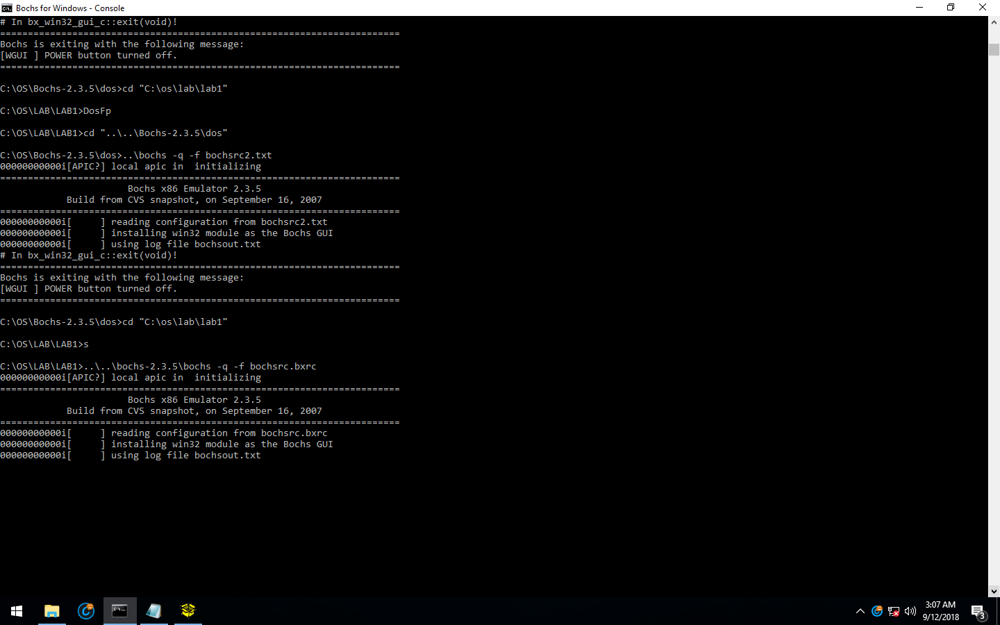 Bochs for Windows - Console
# In bx_win32_gui_c::exit(void)!
========================================================================
Bochs is exiting with the following message:
[WGUI ] POWER button turned off.
========================================================================
C:\OS\Bochs-2.3.5\dos>cd "C:\os\lab\lab1"
C:\OS\LAB\LAB1>DosFp
C:\OS\LAB\LAB1>cd "..\..\Bochs-2.3.5\dos"
C:\OS\Bochs-2.3.5\dos>..\bochs -q -f bochsrc2.txt
00000000000i[APIC?] local apic in  initializing
========================================================================
                       Bochs x86 Emulator 2.3.5
            Build from CVS snapshot, on September 16, 2007
========================================================================
00000000000i[     ] reading configuration from bochsrc2.txt
00000000000i[     ] installing win32 module as the Bochs GUI
00000000000i[     ] using log file bochsout.txt
# In bx_win32_gui_c::exit(void)!
========================================================================
Bochs is exiting with the following message:
[WGUI ] POWER button turned off.
========================================================================
C:\OS\Bochs-2.3.5\dos>cd "C:\os\lab\lab1"
C:\OS\LAB\LAB1>s
C:\OS\LAB\LAB1>..\..\bochs-2.3.5\bochs -q -f bochsrc.bxrc
00000000000i[APIC?] local apic in  initializing
========================================================================
                       Bochs x86 Emulator 2.3.5
            Build from CVS snapshot, on September 16, 2007
========================================================================
00000000000i[     ] reading configuration from bochsrc.bxrc
00000000000i[     ] installing win32 module as the Bochs GUI
00000000000i[     ] using log file bochsout.txt
3:07 AM
9/12/2018
3